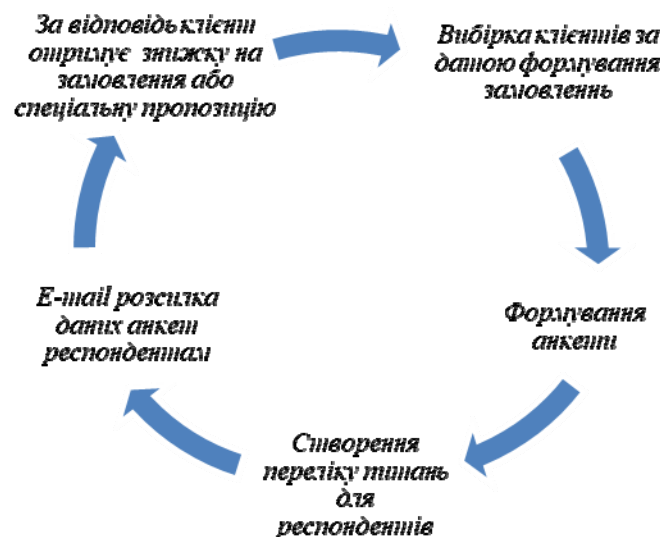 За відповідь клієнт
отримує знижку на
замовлення або
спеціальну пропозицію
Вибірка клієнтів за
датою формування
замовленнь
Формування
анкети
Створення
переліку питань
для
респондентів
E-mail розсилка
даних анкет
респондентам